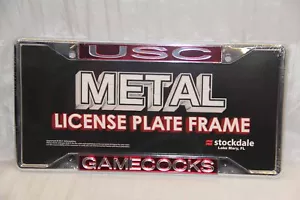 USC
METAL
LICENSE PLATE FRAME
stockdale
Lake Mary, FL
GAMECOCKS